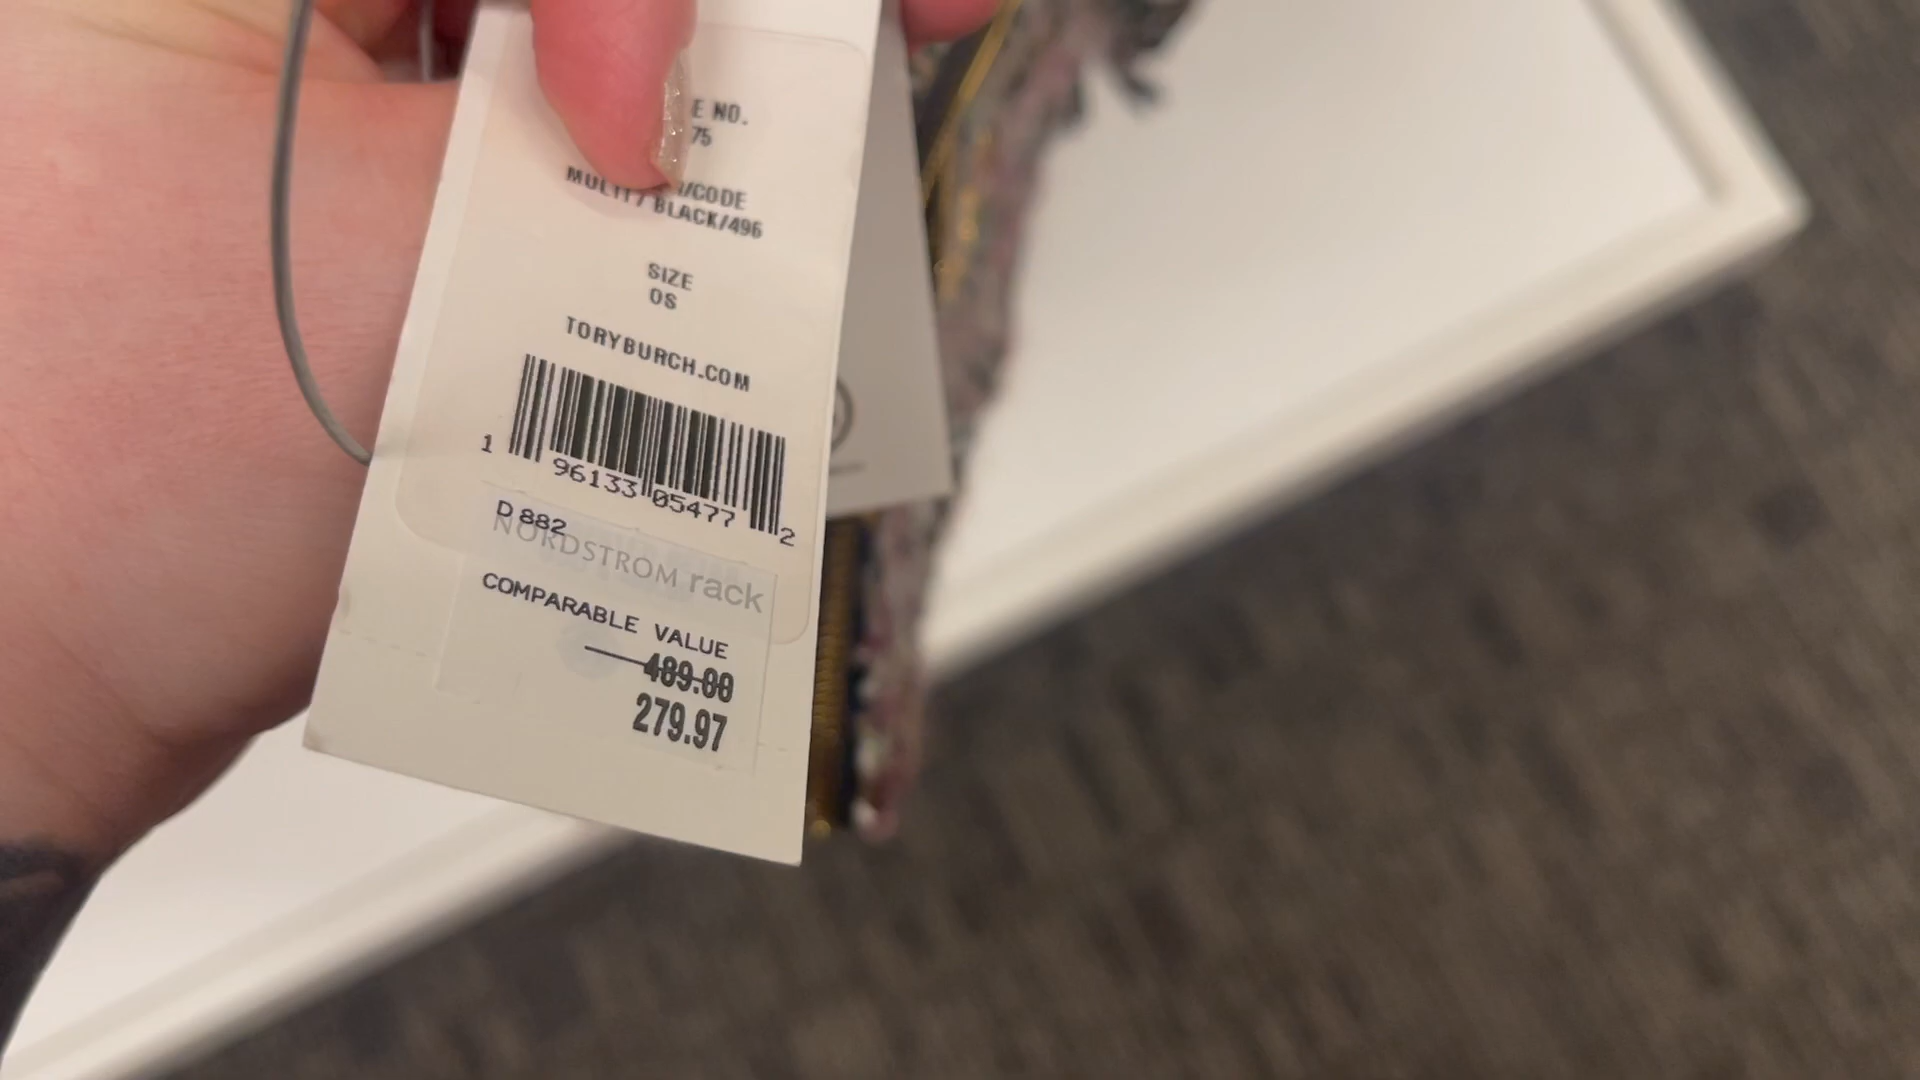 E NO.
75
/CODE
MULTI / BLACK/496
SIZE
OS
TORYBURCH.COM
1 96133 05477 2
D 882
NORDSTROM rack
COMPARABLE VALUE
489.00
279.97